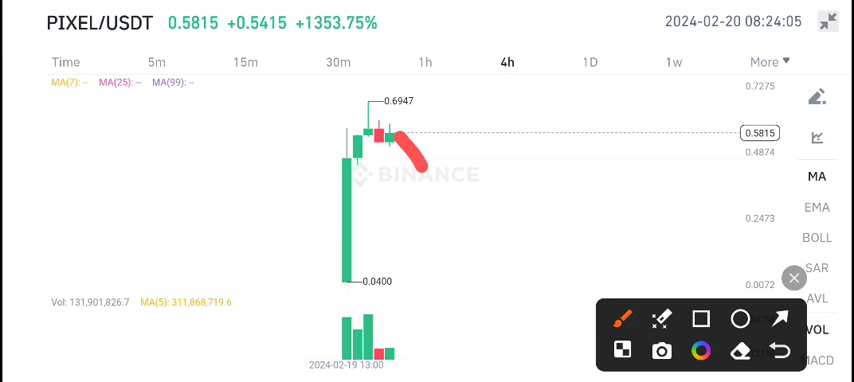 PIXEL/USDT 0.5815 +0.5415 +1353.75% 2024-02-20 08:24:05
Time 5m 15m 30m 1h 4h 1D 1w More
MA(7): -- MA(25): -- MA(99): --
0.7275
0.6947
0.5815
0.4874
BINANCE
0.2473
0.0400
0.0072
MA
EMA
BOLL
SAR
AVL
VOL
MACD
Vol: 131,901,826.7 MA(5): 311,868,719.6
2024-02-19 13:00